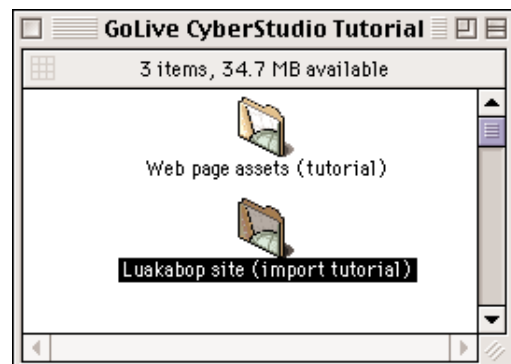 GoLive CyberStudio Tutorial
3 items, 34.7 MB available
Web page assets (tutorial)
Luakabop site (import tutorial)